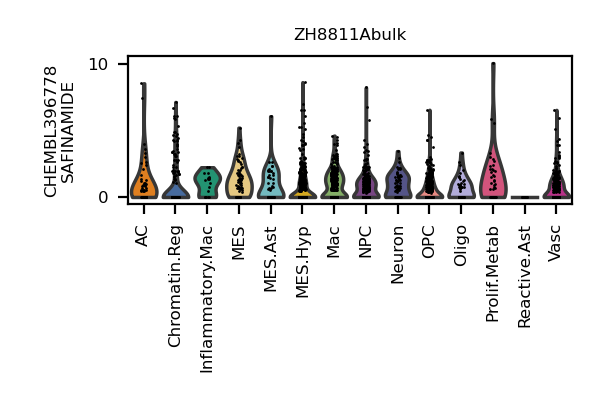 ZH8811Abulk
CHEMBL396778
SAFINAMIDE
10
0
AC
Chromatin.Reg
Inflammatory.Mac
MES
MES.Ast
MES.Hyp
Mac
NPC
Neuron
OPC
Oligo
Prolif.Metab
Reactive.Ast
Vasc